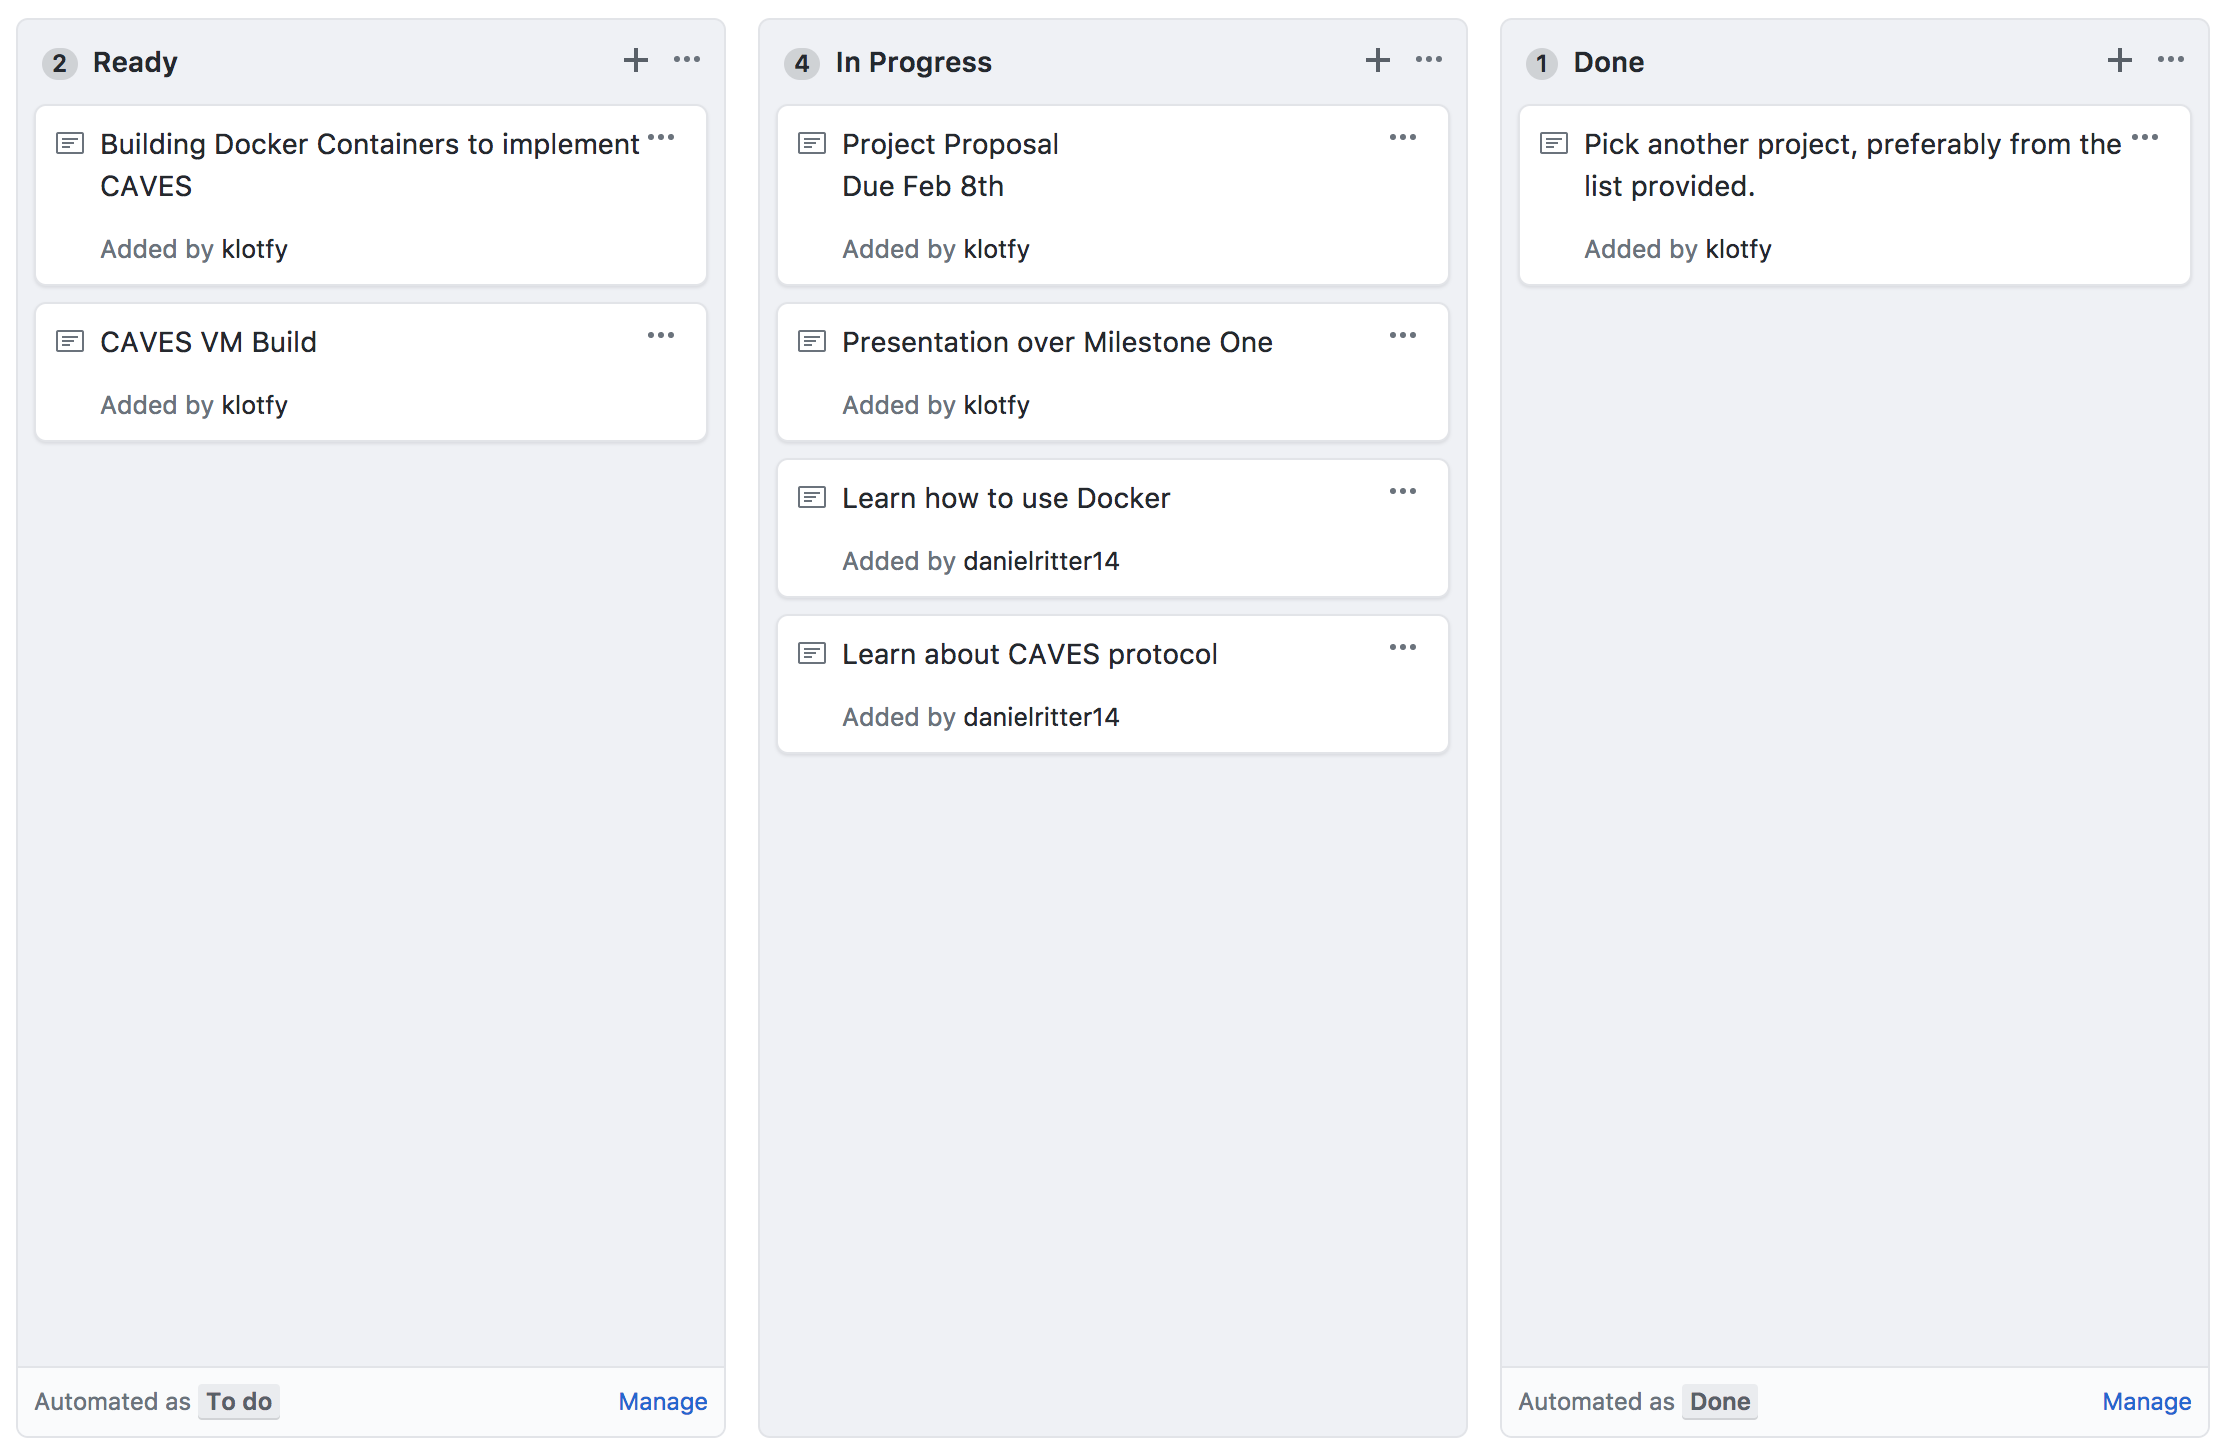 2 Ready
Building Docker Containers to implement
CAVES
Added by klotfy
CAVES VM Build
Added by klotfy
Automated as To do Manage
4 In Progress
Project Proposal
Due Feb 8th
Added by klotfy
Presentation over Milestone One
Added by klotfy
Learn how to use Docker
Added by danielritter14
Learn about CAVES protocol
Added by danielritter14
1 Done
Pick another project, preferably from the
list provided.
Added by klotfy
Automated as Done Manage